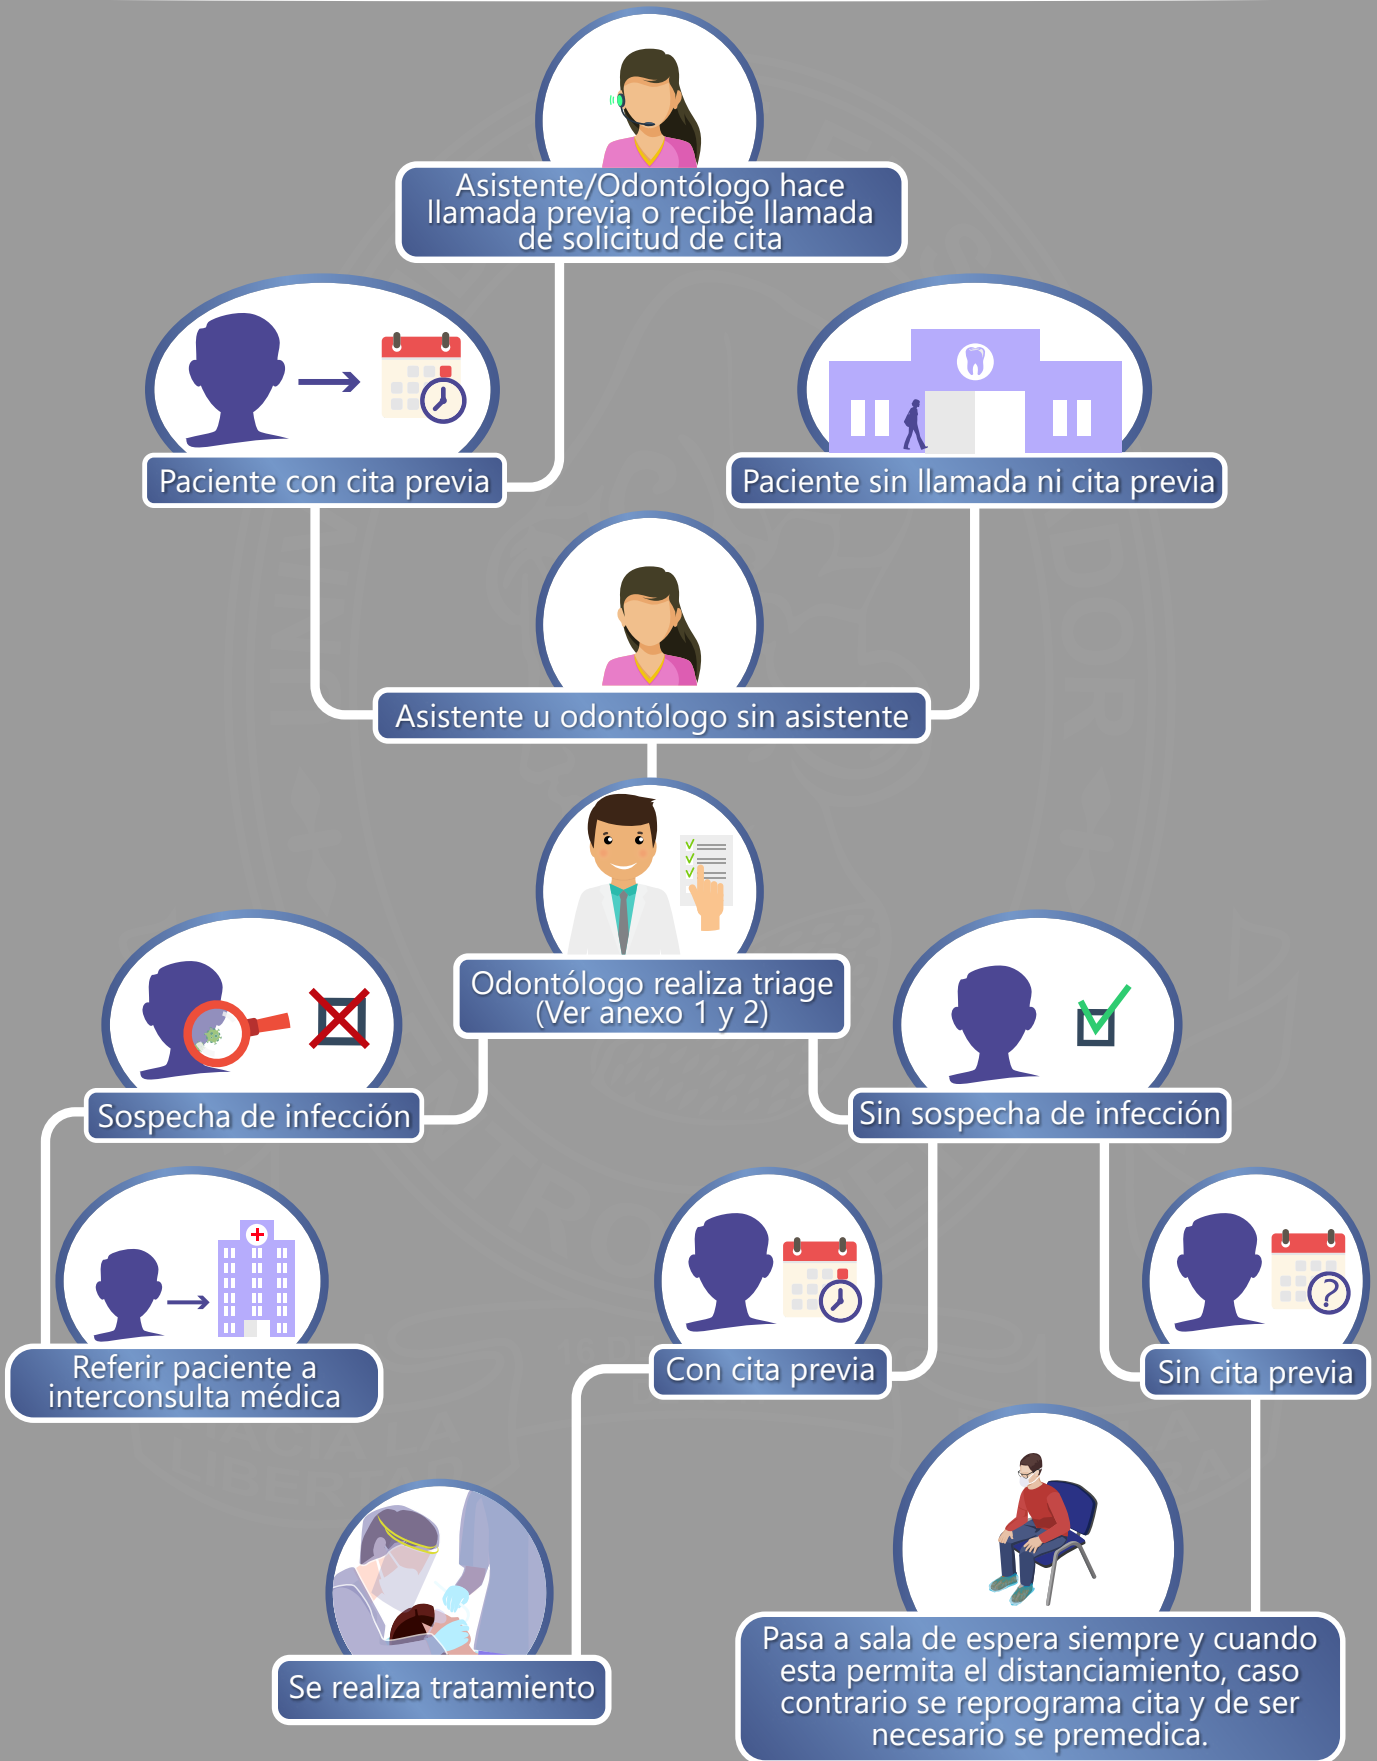 Asistente/Odontólogo hace
llamada previa o recibe llamada
de solicitud de cita
Paciente con cita previa
Paciente sin llamada ni cita previa
Asistente u odontólogo sin asistente
Odontólogo realiza triage
(Ver anexo 1 y 2)
Sospecha de infección
Sin sospecha de infección
Referir paciente a
interconsulta médica
Con cita previa
Sin cita previa
Se realiza tratamiento
Pasa a sala de espera siempre y cuando
esta permita el distanciamiento, caso
contrario se reprograma cita y de ser
necesario se premedica.